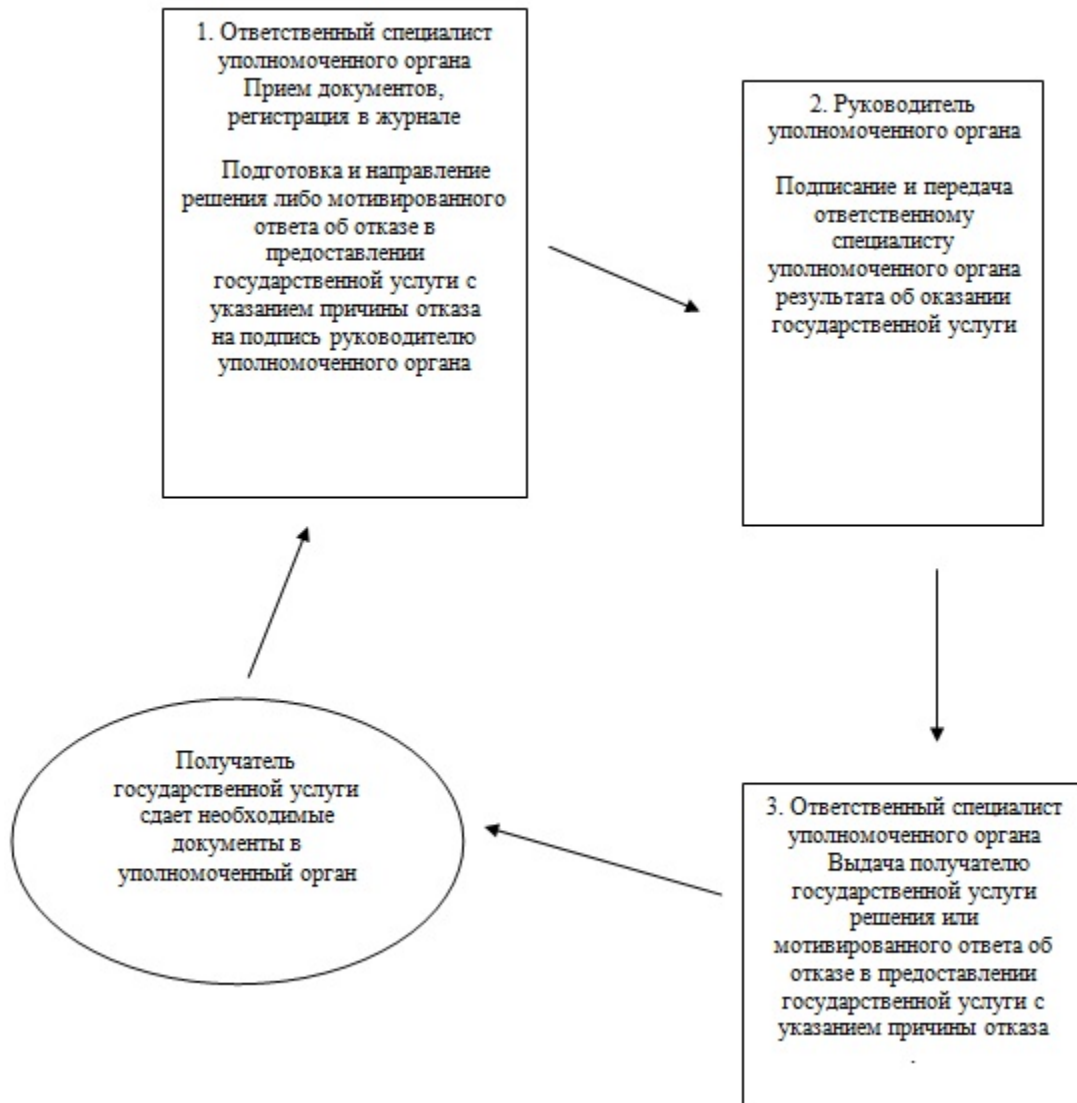 1. Ответственный специалист
уполномоченного органа
Прием документов,
регистрация в журнале
Подготовка и направление
решения либо мотивированного
ответа об отказе в
предоставлении
государственной услуги с
указанием причины отказа
на подпись руководителю
уполномоченного органа
2. Руководитель
уполномоченного органа
Подписание и передача
ответственному
специалисту
уполномоченного органа
результата об оказании
государственной услуги
3. Ответственный специалист
уполномоченного органа
Выдача получателю
государственной услуги
решения или
мотивированного ответа об
отказе в предоставлении
государственной услуги с
указанием причины отказа
.
Получатель
государственной услуги
сдает необходимые
документы в
уполномоченный орган